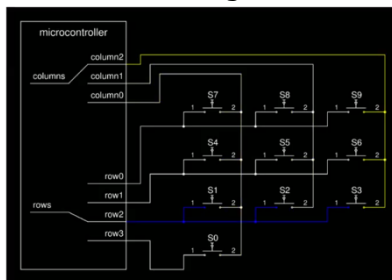 microcontroller
column2
columns
column1
column0
S7 S8 S9
1 2 1 2 1 2
S4 S5 S6
1 2 1 2 1 2
row0
row1
S1 S2 S3
1 2 1 2 1 2
rows
row2
row3
S0
1 2